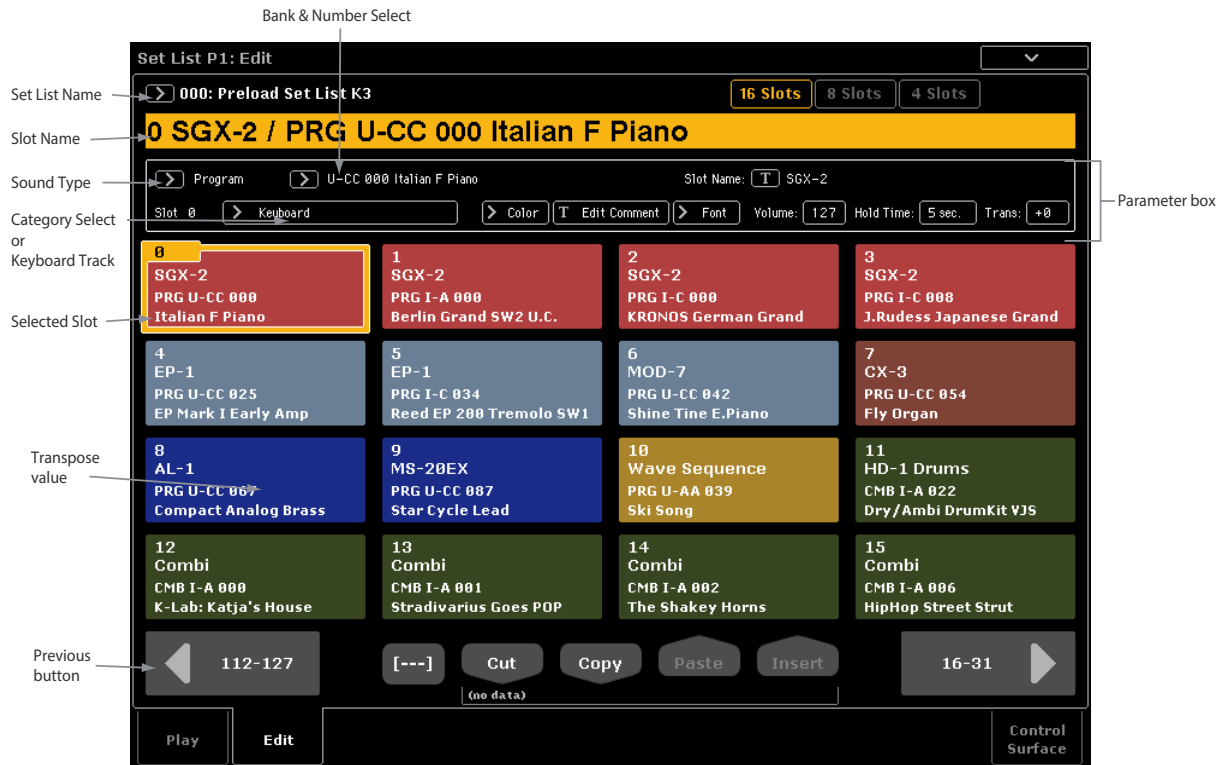 Bank & Number Select
Set List P1: Edit
Set List Name
000: Preload Set List K3
16 Slots
8 Slots
4 Slots
Slot Name
0 SGX-2 / PRG U-CC 000 Italian F Piano
Sound Type
Program
U-CC 000 Italian F Piano
Slot Name: T SGX-2
Parameter box
Category Select
or
Keyboard Track
Slot 0
Keyboard
Color
T Edit Comment
Font
Volume: 127
Hold Time: 5 sec.
Trans: +0
Selected Slot
0
SGX-2
PRG U-CC 000
Italian F Piano
1
SGX-2
PRG I-A 000
Berlin Grand SW2 U.C.
2
SGX-2
PRG I-C 000
KRONOS German Grand
3
SGX-2
PRG I-C 008
J.Rudess Japanese Grand
4
EP-1
PRG U-CC 025
EP Mark I Early Amp
5
EP-1
PRG I-C 034
Reed EP 200 Tremolo SW1
6
MOD-7
PRG U-CC 042
Shine Tine E.Piano
7
CX-3
PRG U-CC 054
Fly Organ
Transpose
value
8
AL-1
PRG U-CC 067
Compact Analog Brass
9
MS-20EX
PRG U-CC 087
Star Cycle Lead
10
Wave Sequence
PRG U-AA 039
Ski Song
11
HD-1 Drums
CMB I-A 022
Dry/Ambi DrumKit VJS
12
Combi
CMB I-A 000
K-Lab: Katja's House
13
Combi
CMB I-A 001
Stradivarius Goes POP
14
Combi
CMB I-A 002
The Shakey Horns
15
Combi
CMB I-A 006
HipHop Street Strut
Previous
button
112-127
[---]
Cut
Copy
Paste
Insert
(no data)
16-31
Play
Edit
Control
Surface